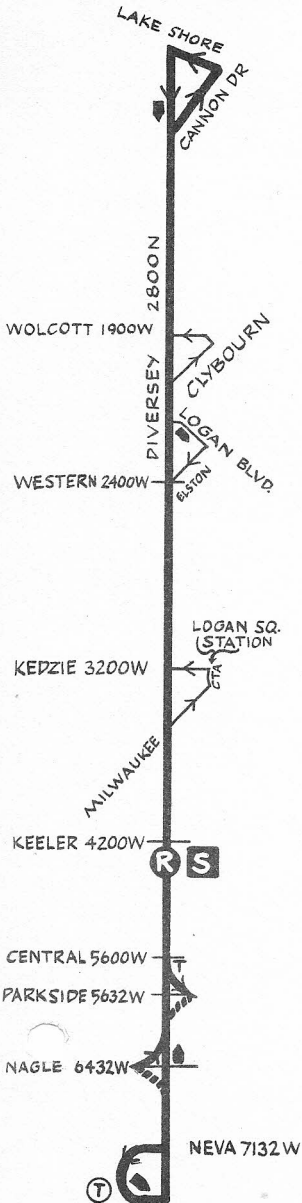 LAKE SHORE
CANNON DR
2800N
DIVERSEY
WOLCOTT 1900W
CLYBOURN
LOGAN BLVD.
ELSTON
WESTERN 2400W
LOGAN SQ.
STATION
CTA
KEDZIE 3200W
MILWAUKEE
KEELER 4200W
R S
CENTRAL 5600W
T
PARKSIDE 5632W
NAGLE 6432W
NEVA 7132W
T